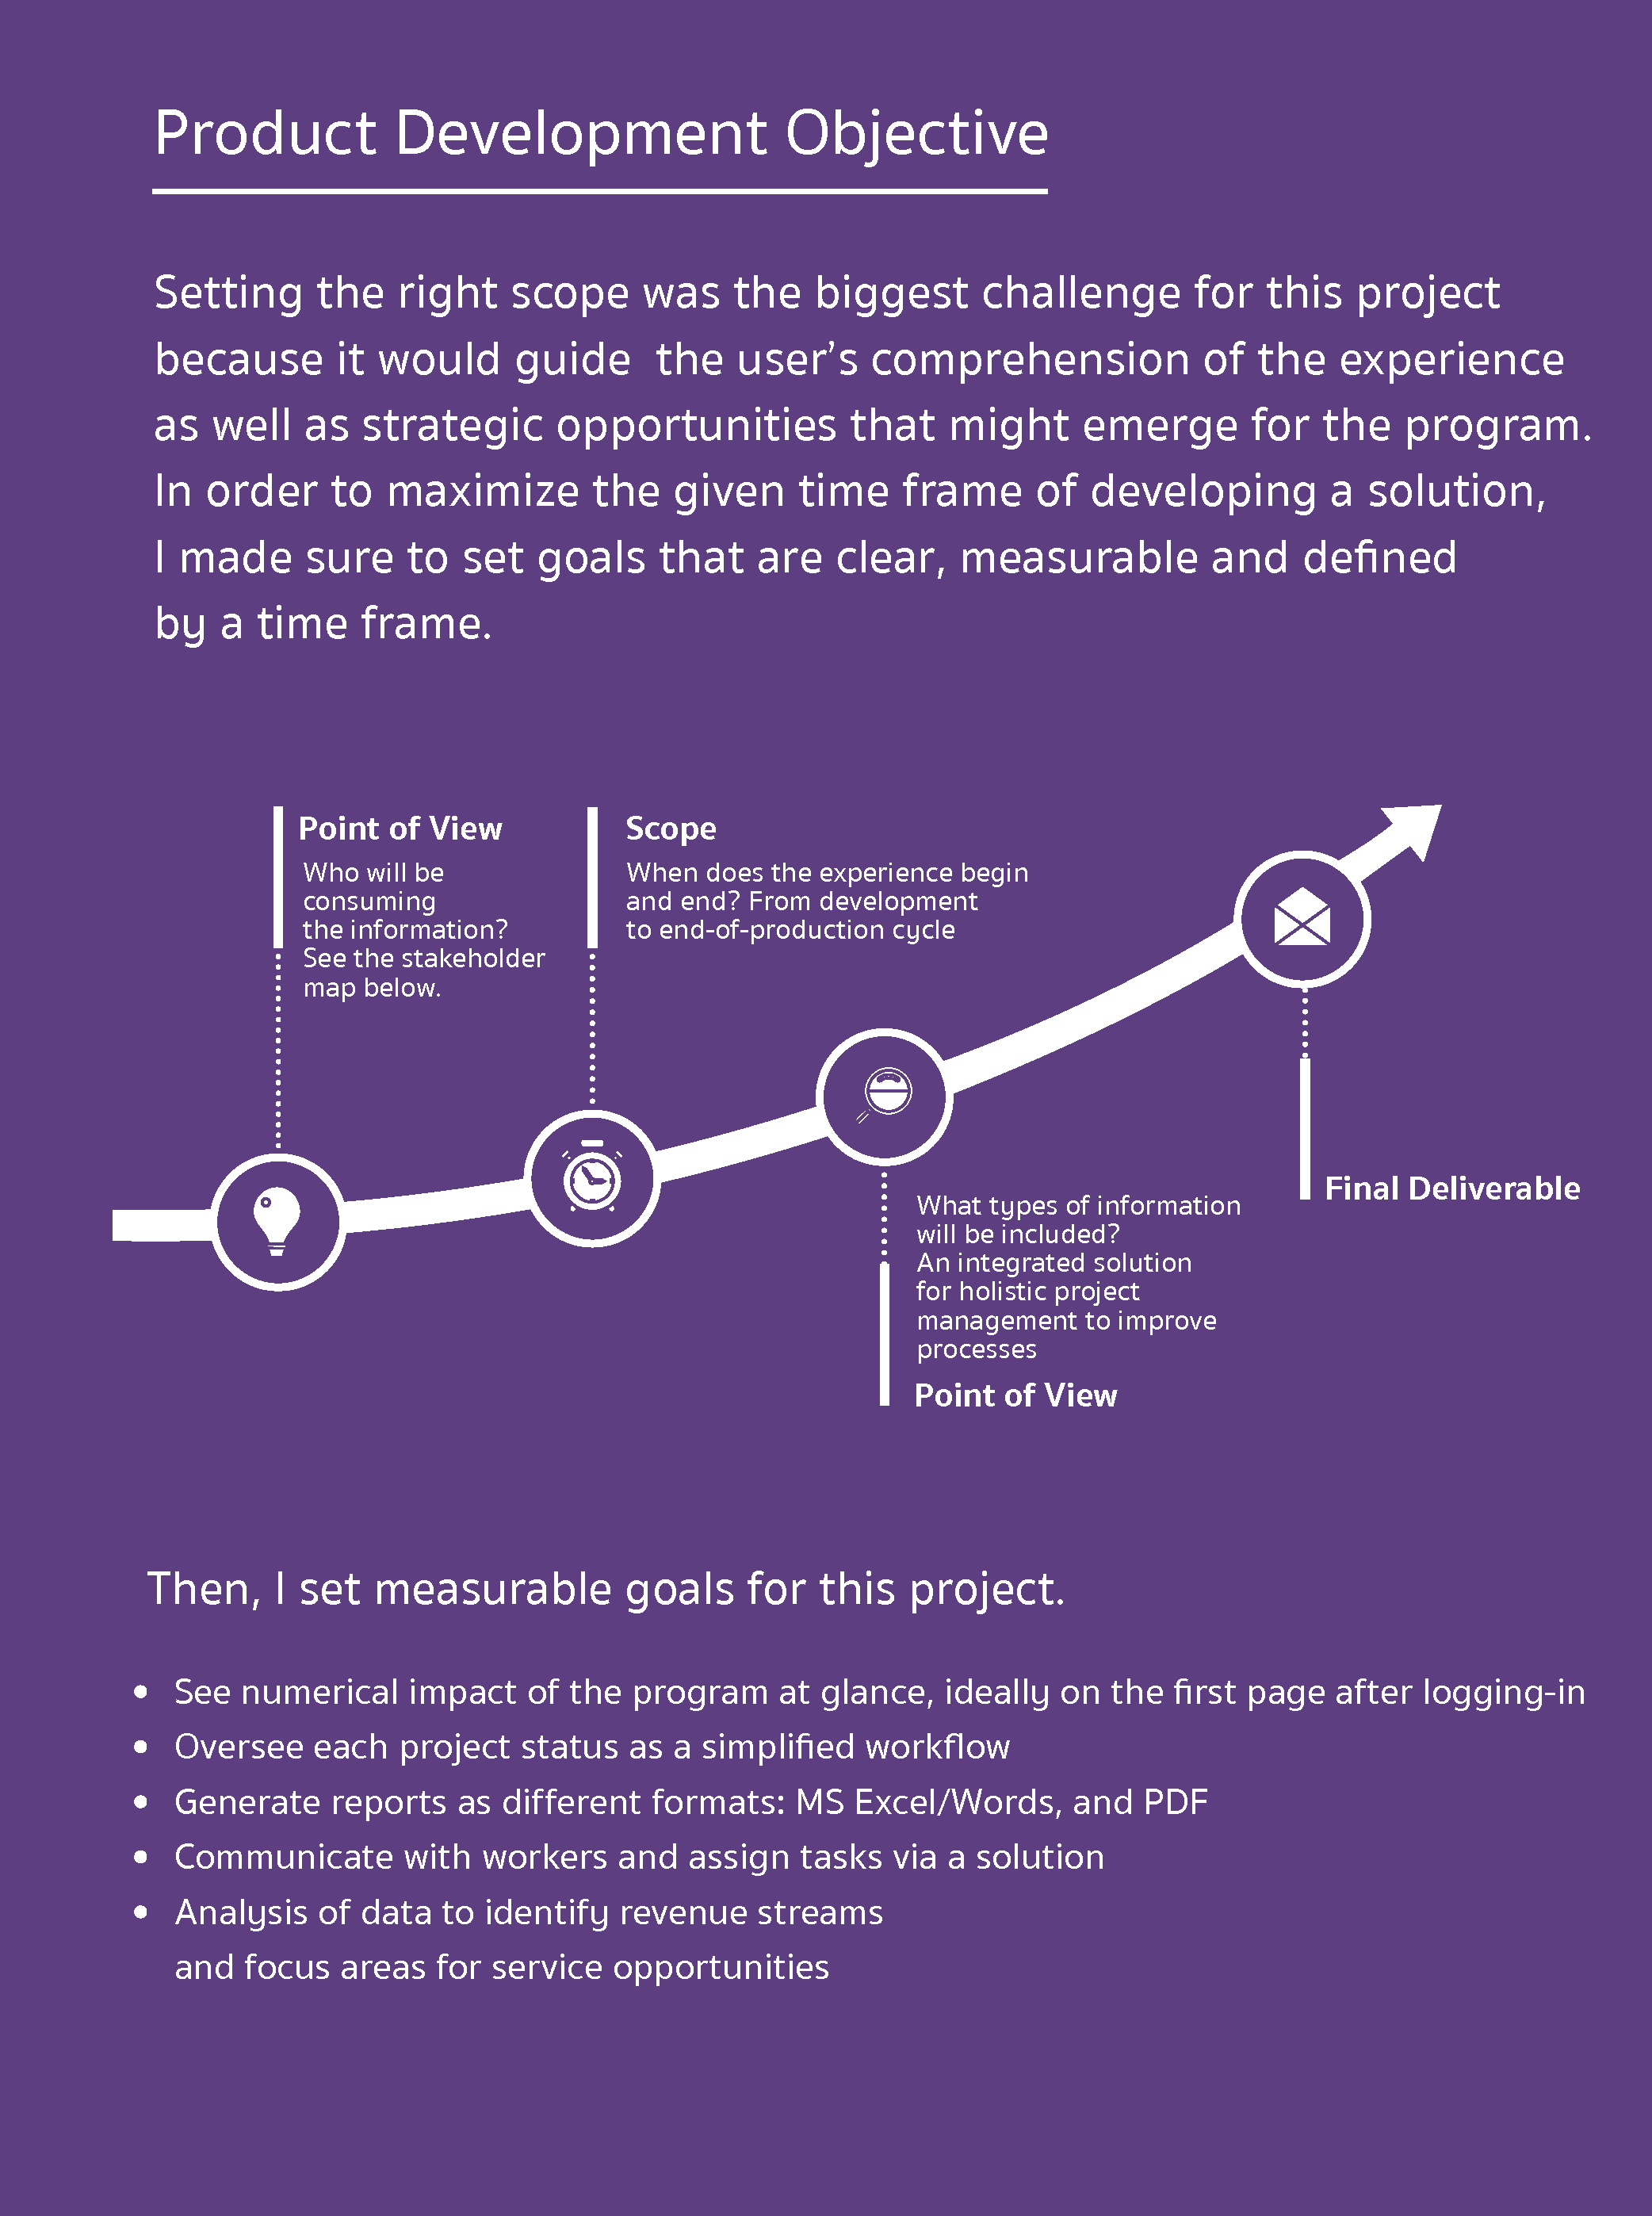 Product Development Objective
Setting the right scope was the biggest challenge for this project
because it would guide the user’s comprehension of the experience
as well as strategic opportunities that might emerge for the program.
In order to maximize the given time frame of developing a solution,
I made sure to set goals that are clear, measurable and defined
by a time frame.
Point of View
Who will be
consuming
the information?
See the stakeholder
map below.
Scope
When does the experience begin
and end? From development
to end-of-production cycle
What types of information
will be included?
An integrated solution
for holistic project
management to improve
processes
Point of View
Final Deliverable
Then, I set measurable goals for this project.
• See numerical impact of the program at glance, ideally on the first page after logging-in
• Oversee each project status as a simplified workflow
• Generate reports as different formats: MS Excel/Words, and PDF
• Communicate with workers and assign tasks via a solution
• Analysis of data to identify revenue streams
and focus areas for service opportunities